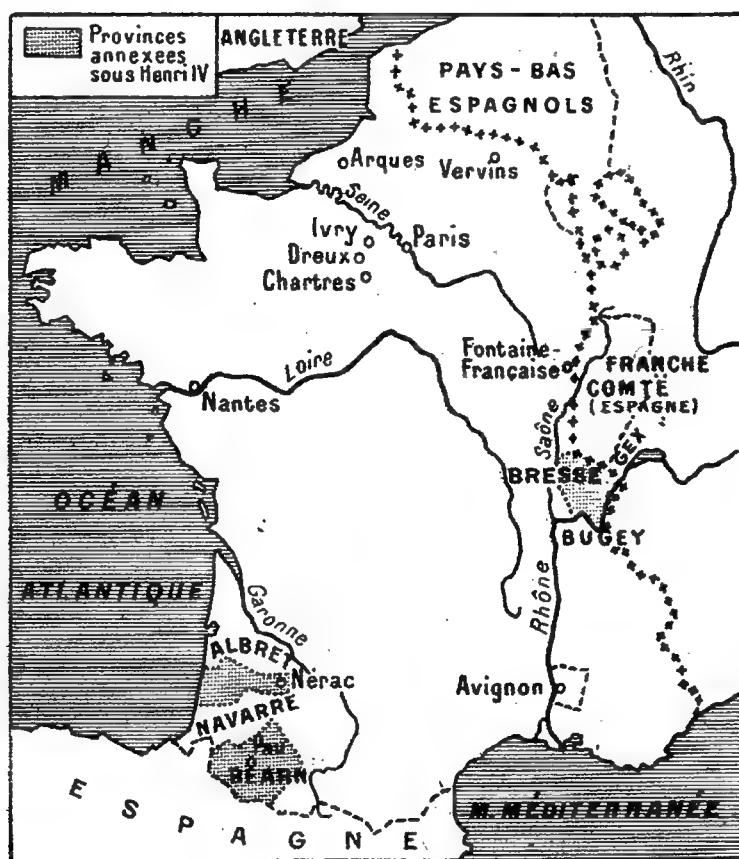 Provinces
annexées
sous Henri IV
ANGLETERRE
PAYS-BAS
ESPAGNOLS
Rhin
MANCHE
Arques
Vervins
Seine
Ivry
Paris
Dreux
Chartres
Loire
Fontaine-
Française
FRANCHE
COMTÉ
(ESPAGNE)
Nantes
Saône
GEX
BRESSE
OCÉAN
BUGEY
ATLANTIQUE
Garonne
Rhône
ALBRET
Nérac
Avignon
NAVARRE
Pau
BÉARN
ESPAGNE
M. MÉDITERRANÉE